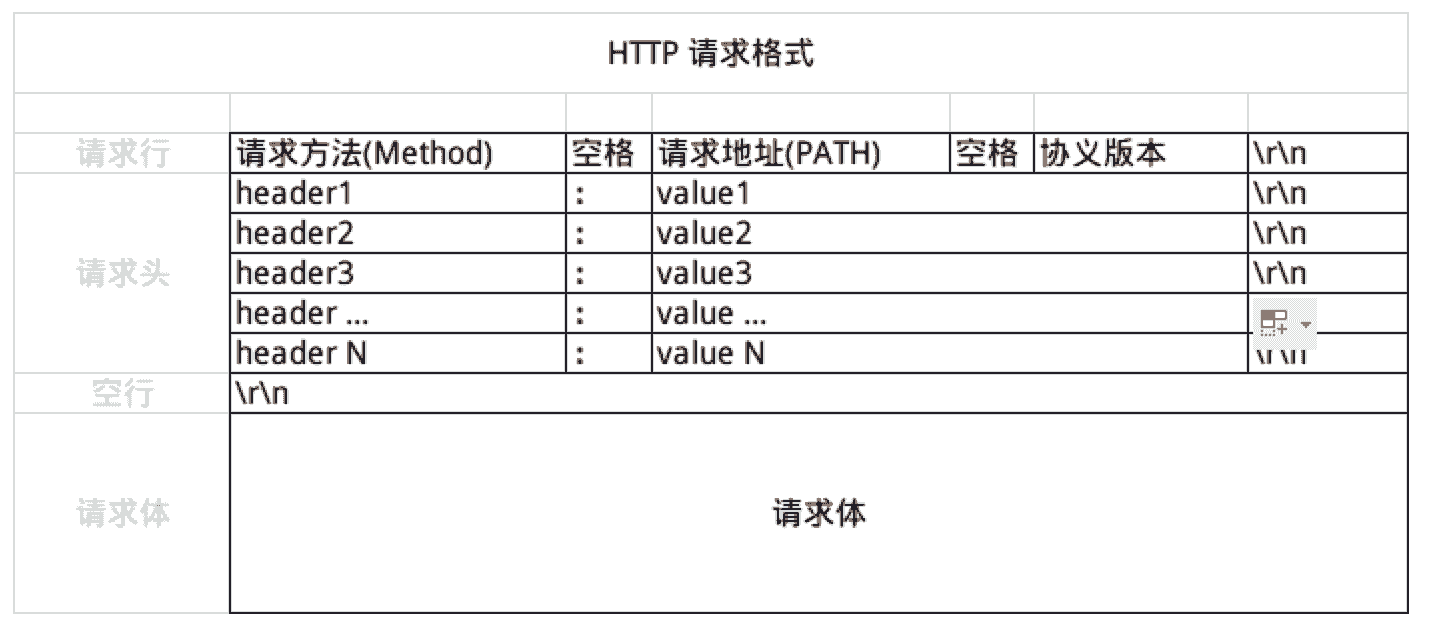 HTTP 请求格式
请求行 请求方法(Method) 空格 请求地址(PATH) 空格 协议版本 \r\n
header1 : value1 \r\n
header2 : value2 \r\n
请求头 header3 : value3 \r\n
header ... : value ...
header N : value N \r\n
空行 \r\n
请求体 请求体